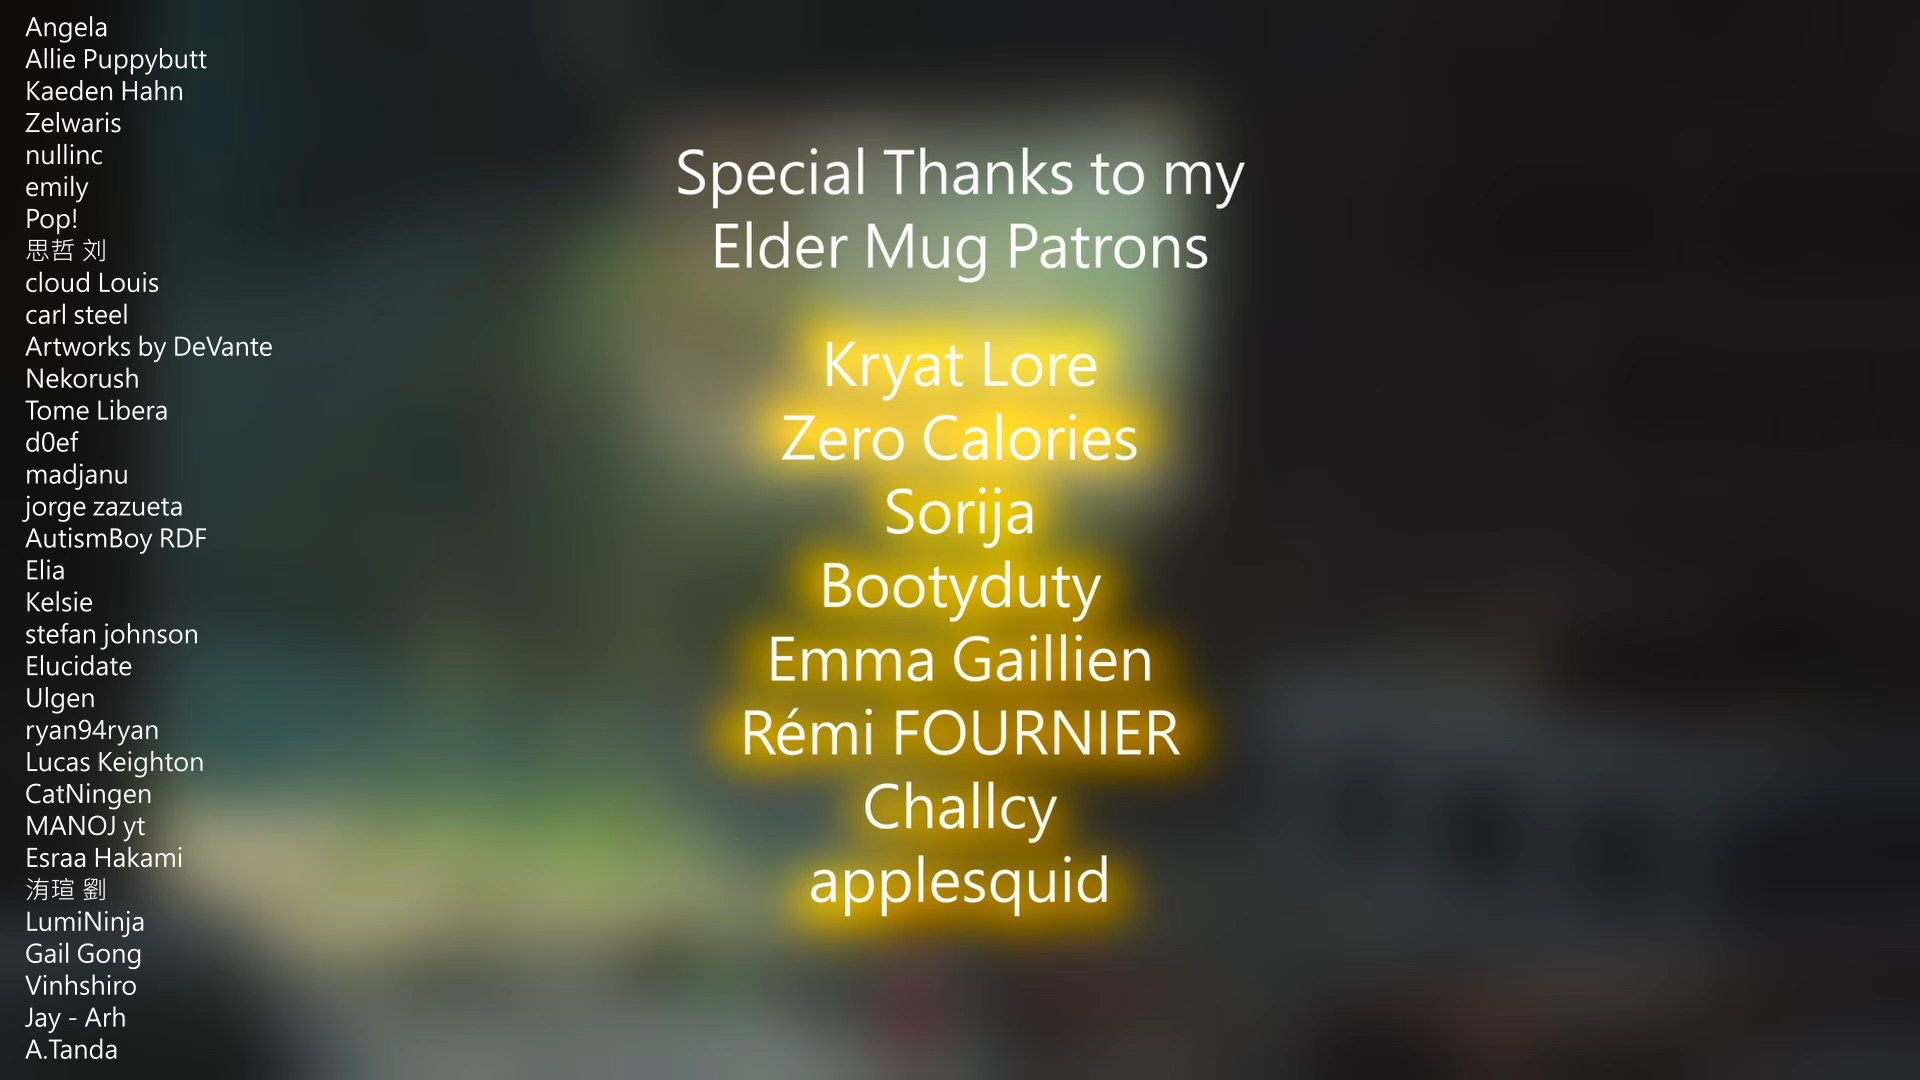 Angela
Allie Puppybutt
Kaeden Hahn
Zelwaris
nullinc
emily
Pop!
思哲 刘
cloud Louis
carl steel
Artworks by DeVante
Nekorush
Tome Libera
d0ef
madjanu
jorge zazueta
AutismBoy RDF
Elia
Kelsie
stefan johnson
Elucidate
Ulgen
ryan94ryan
Lucas Keighton
CatNingen
MANOJ yt
Esraa Hakami
洧瑄 劉
LumiNinja
Gail Gong
Vinhshiro
Jay - Arh
A.Tanda
Special Thanks to my
Elder Mug Patrons
Kryat Lore
Zero Calories
Sorija
Bootyduty
Emma Gaillien
Rémi FOURNIER
Challcy
applesquid